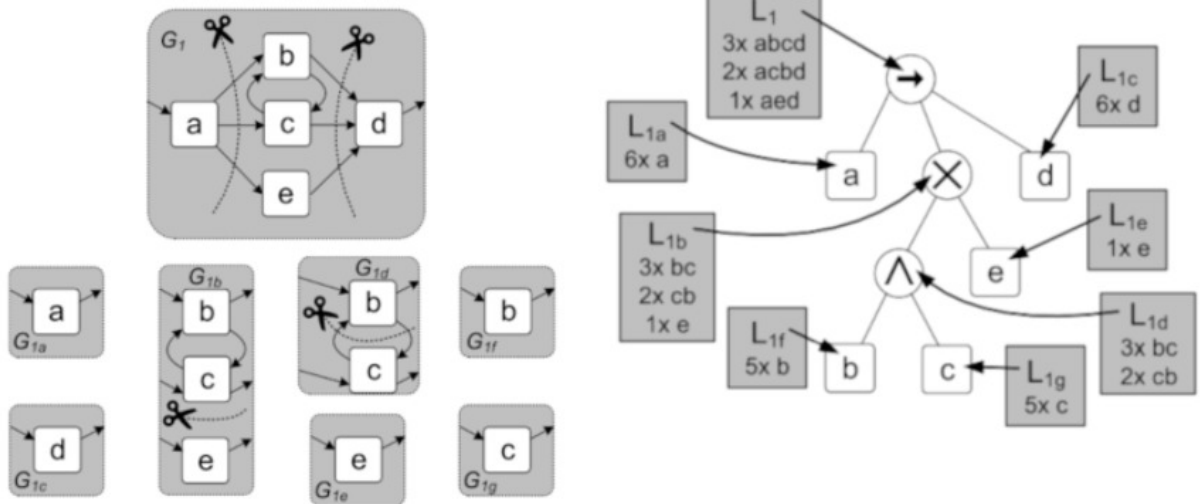 G1
b
a
c
d
e
G1b
b
c
e
G1d
b
c
a
G1a
b
G1f
d
G1c
e
G1e
c
G1g
L1
3x abcd
2x acbd
1x aed
→
L1c
6x d
L1a
6x a
a
×
d
L1b
3x bc
2x cb
1x e
L1e
1x e
∧
e
L1d
3x bc
2x cb
L1f
5x b
b
c
L1g
5x c